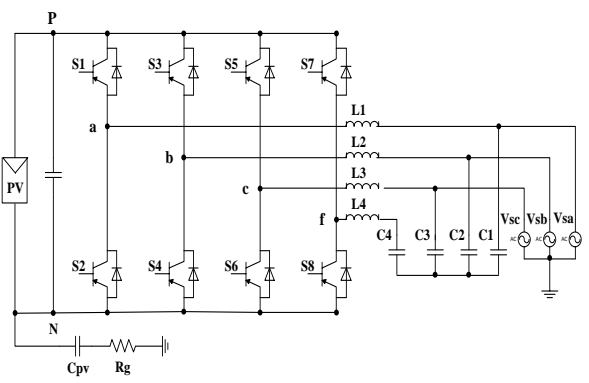 P
S1 S3 S5 S7
L1
a
L2
b
PV
L3
c
L4
f
C4 C3 C2 C1 Vsc Vsb Vsa
AC AC AC
S2 S4 S6 S8
N
Cpv Rg